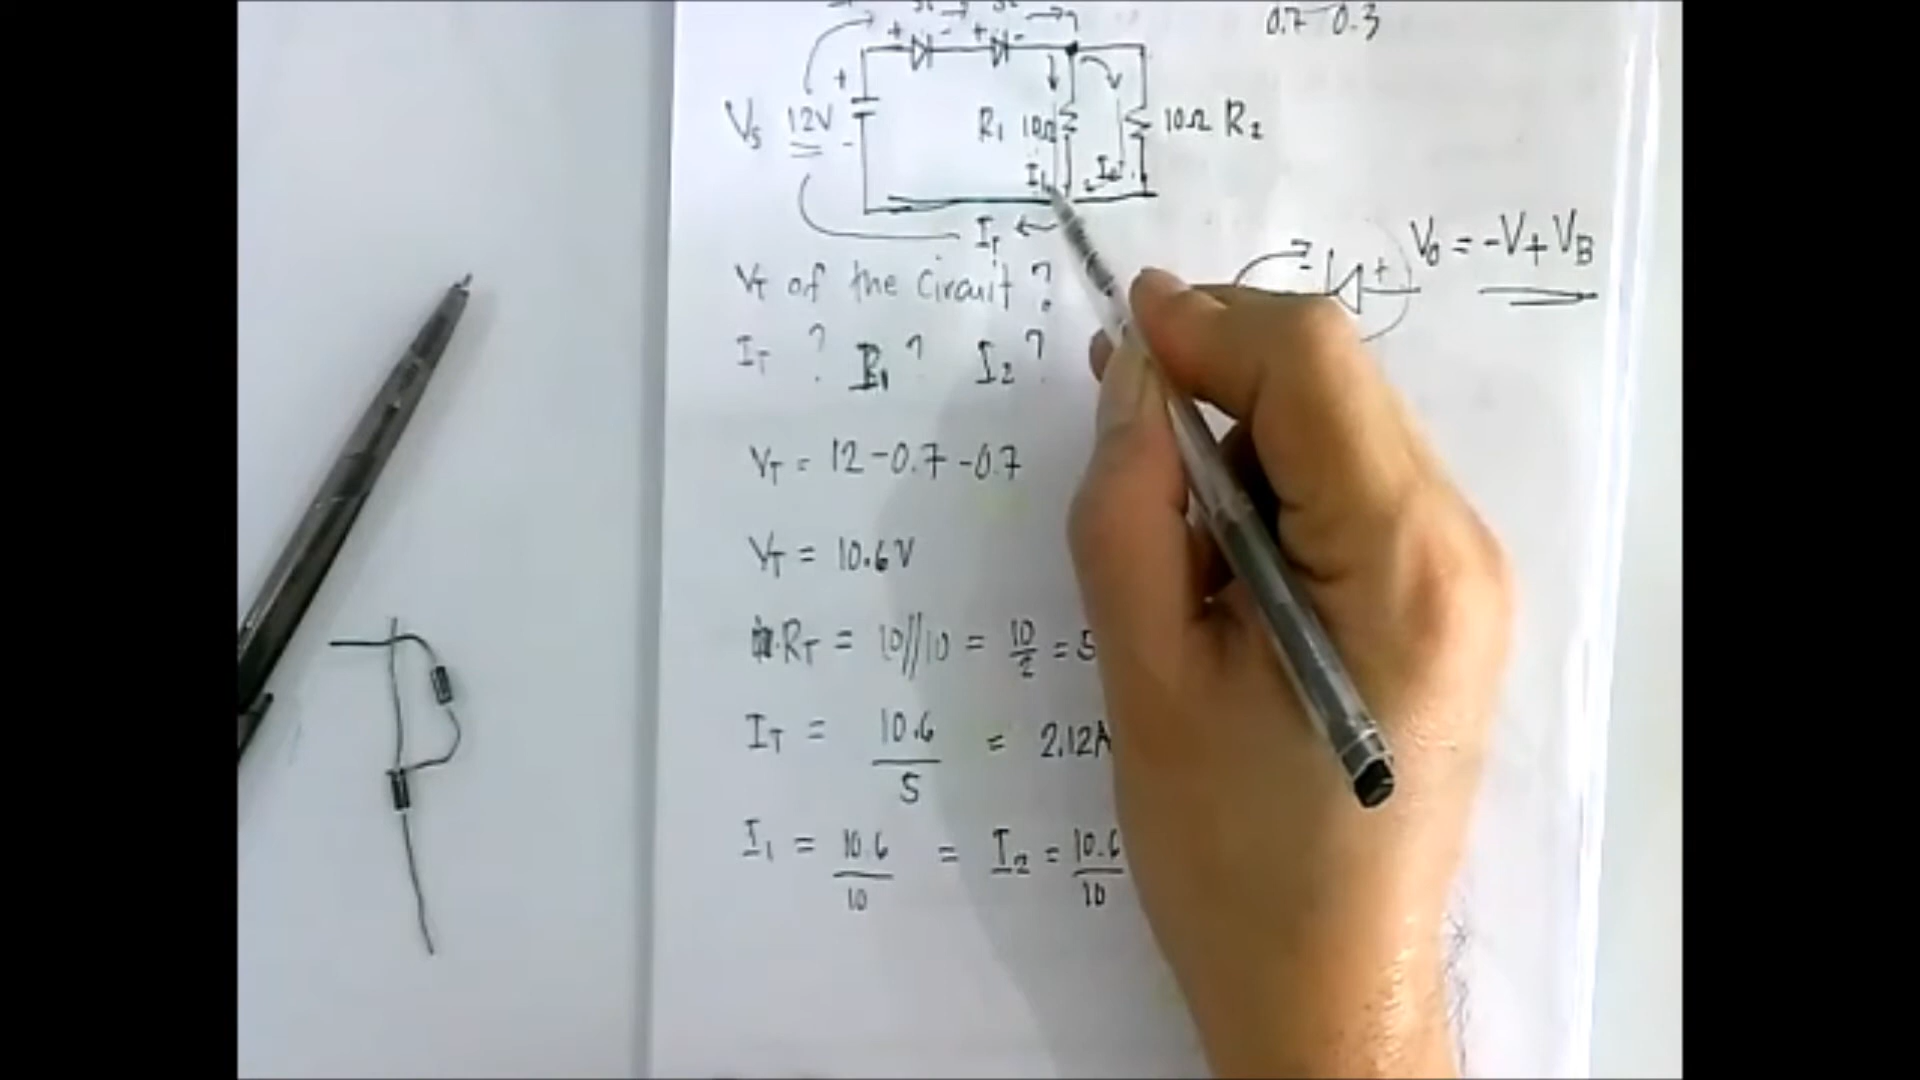 0.7 0.3
+ - + -
+
Vs 12V
-
R1 10Ω
10Ω R2
I1
I2
IT
VT of the Circuit ?
- + Vo = -V+VB
IT ? I1 ? I2 ?
VT = 12 -0.7 -0.7
VT = 10.6V
RT = 10//10 = 10/2 = 5
IT = 10.6/5 = 2.12A
I1 = 10.6/10 = I2 = 10.6/10